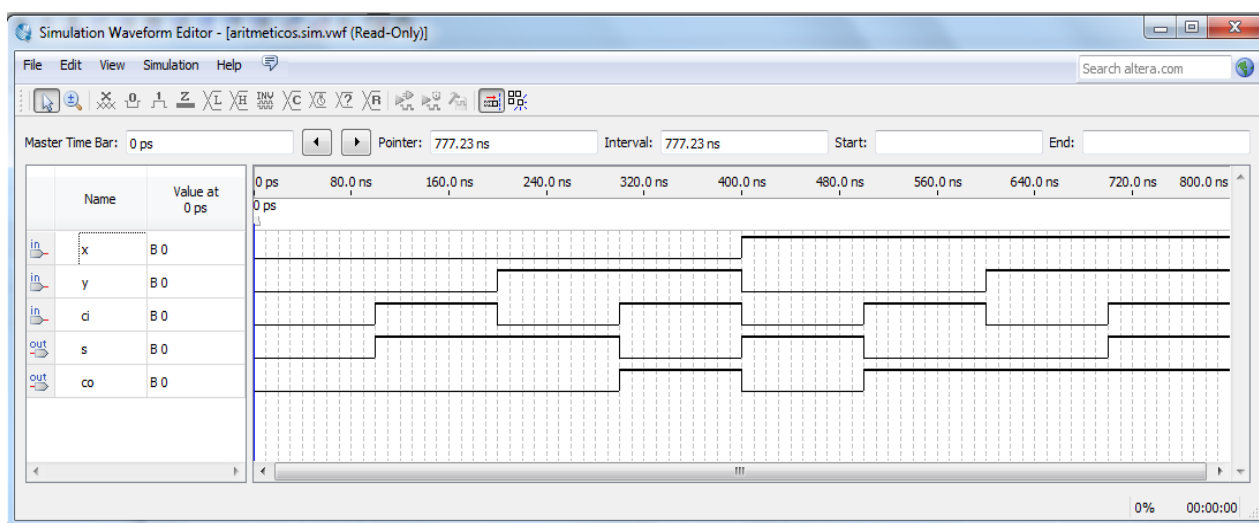 Simulation Waveform Editor - [aritmeticos.sim.vwf (Read-Only)]
File Edit View Simulation Help
Search altera.com
Master Time Bar: 0 ps Pointer: 777.23 ns Interval: 777.23 ns Start: End:
Name Value at 0 ps
0 ps 80.0 ns 160.0 ns 240.0 ns 320.0 ns 400.0 ns 480.0 ns 560.0 ns 640.0 ns 720.0 ns 800.0 ns
0 ps
in x B 0
in y B 0
in ci B 0
out s B 0
out co B 0
0% 00:00:00